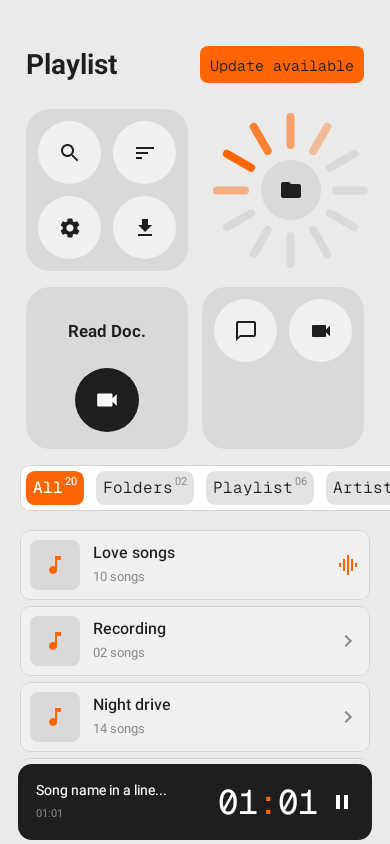 Playlist
Update available
Read Doc.
All 20 Folders 02 Playlist 06 Artist
Love songs
10 songs
Recording
02 songs
Night drive
14 songs
Song name in a line...
01:01
01:01